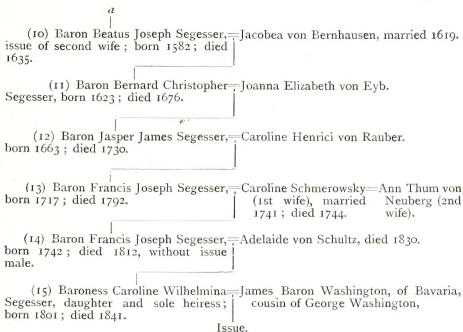 a
(10) Baron Beatus Joseph Segesser,=Jacobea von Bernhausen, married 1619.
issue of second wife; born 1582; died
1635.
(11) Baron Bernard Christopher=Joanna Elizabeth von Eyb.
Segesser, born 1623; died 1676.
(12) Baron Jasper James Segesser,=Caroline Henrici von Rauber.
born 1663; died 1730.
(13) Baron Francis Joseph Segesser,=Caroline Schmerowsky=Ann Thum von
born 1717; died 1792. (1st wife), married Neuberg (2nd
1741; died 1744. wife).
(14) Baron Francis Joseph Segesser,=Adelaide von Schultz, died 1830.
born 1742; died 1812, without issue
male.
(15) Baroness Caroline Wilhelmina=James Baron Washington, of Bavaria,
Segesser, daughter and sole heiress; cousin of George Washington,
born 1801; died 1841.
Issue.